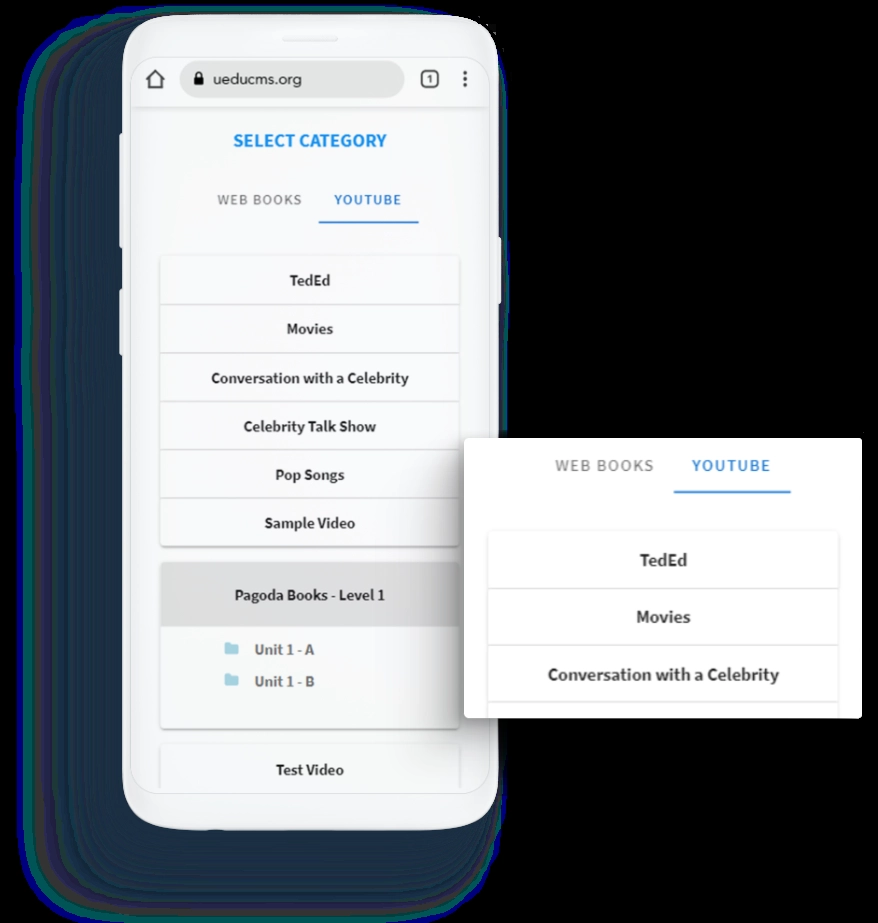 ueducms.org
1
SELECT CATEGORY
WEB BOOKS YOUTUBE
TedEd
Movies
Conversation with a Celebrity
Celebrity Talk Show
Pop Songs
Sample Video
Pagoda Books - Level 1
Unit 1 - A
Unit 1 - B
Test Video
WEB BOOKS YOUTUBE
TedEd
Movies
Conversation with a Celebrity